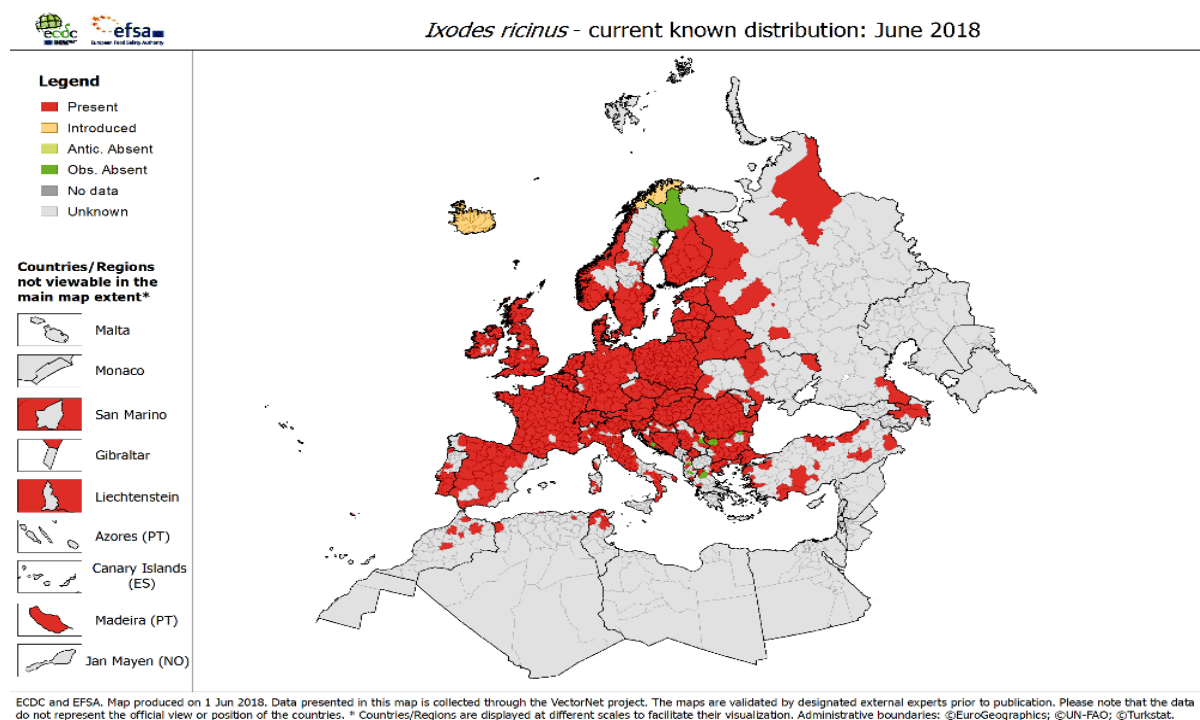 ecdc
efsa
European Food Safety Authority
Ixodes ricinus - current known distribution: June 2018
Legend
Present
Introduced
Antic. Absent
Obs. Absent
No data
Unknown
Countries/Regions
not viewable in the
main map extent*
Malta
Monaco
San Marino
Gibraltar
Liechtenstein
Azores (PT)
Canary Islands
(ES)
Madeira (PT)
Jan Mayen (NO)
ECDC and EFSA. Map produced on 1 Jun 2018. Data presented in this map is collected through the VectorNet project. The maps are validated by designated external experts prior to publication. Please note that the data
do not represent the official view or position of the countries. * Countries/Regions are displayed at different scales to facilitate their visualization. Administrative boundaries: ©EuroGeographics; ©UN-FAO; ©Turkstat.